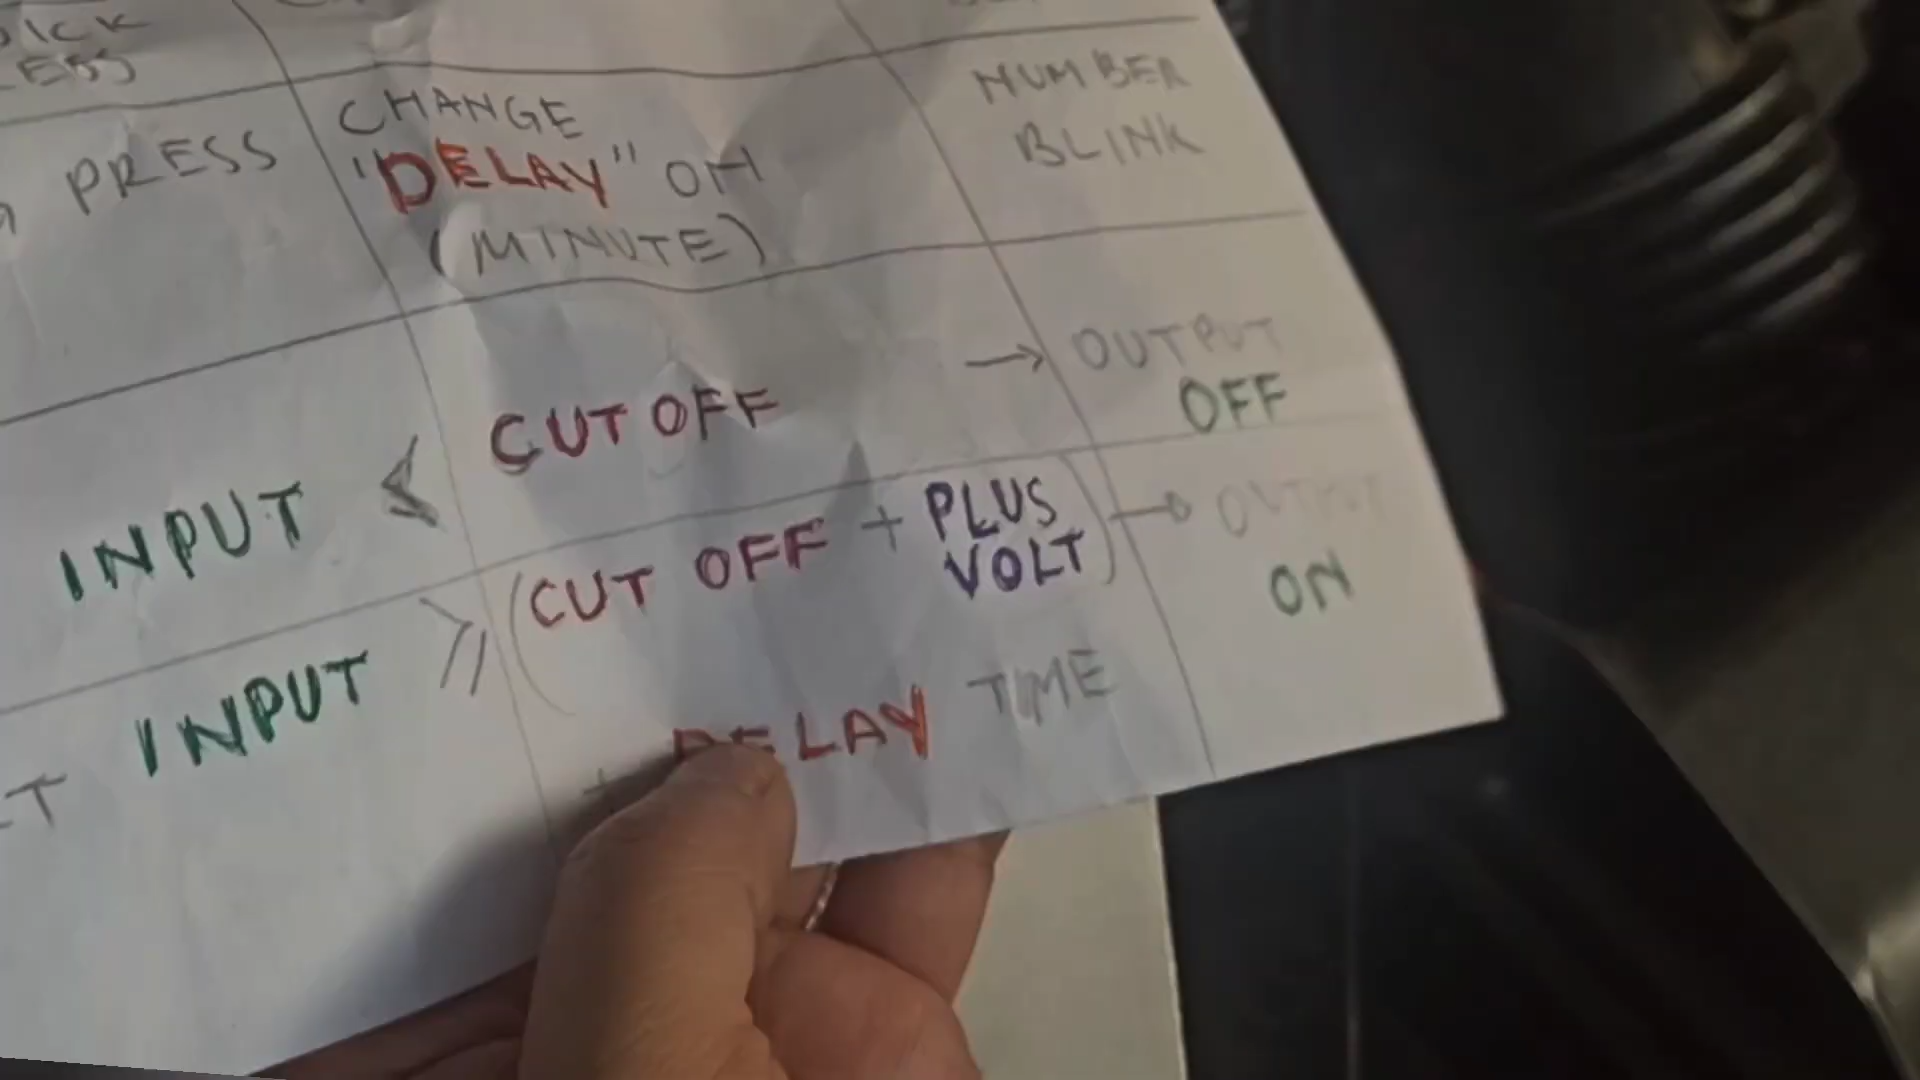 PRESS
CHANGE
"DELAY" ON
(MINUTE)
NUMBER
BLINK
INPUT < CUT OFF → OUTPUT
OFF
INPUT ≥ (CUT OFF + PLUS
VOLT) → OUTPUT
ON
+ DELAY TIME